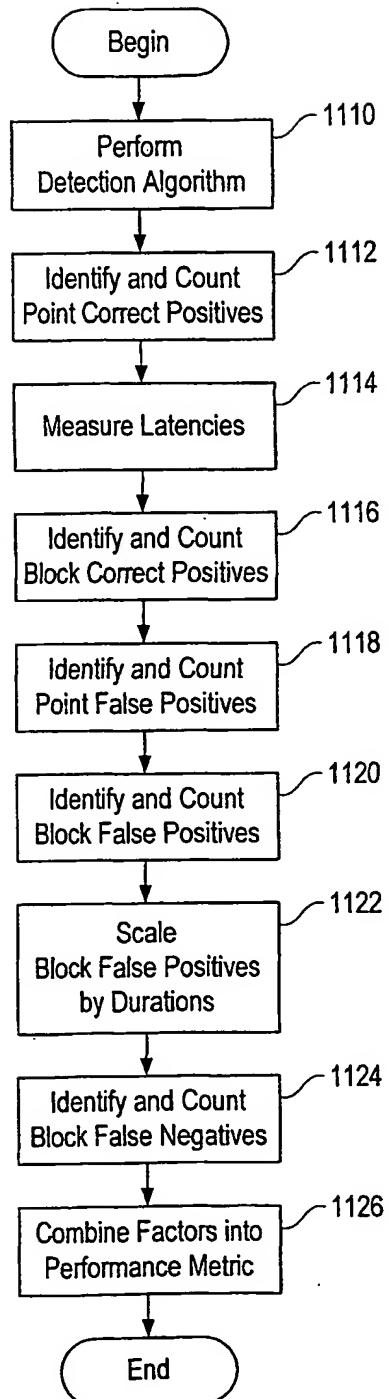 Begin
1110
Perform
Detection Algorithm
1112
Identify and Count
Point Correct Positives
1114
Measure Latencies
1116
Identify and Count
Block Correct Positives
1118
Identify and Count
Point False Positives
1120
Identify and Count
Block False Positives
1122
Scale
Block False Positives
by Durations
1124
Identify and Count
Block False Negatives
1126
Combine Factors into
Performance Metric
End